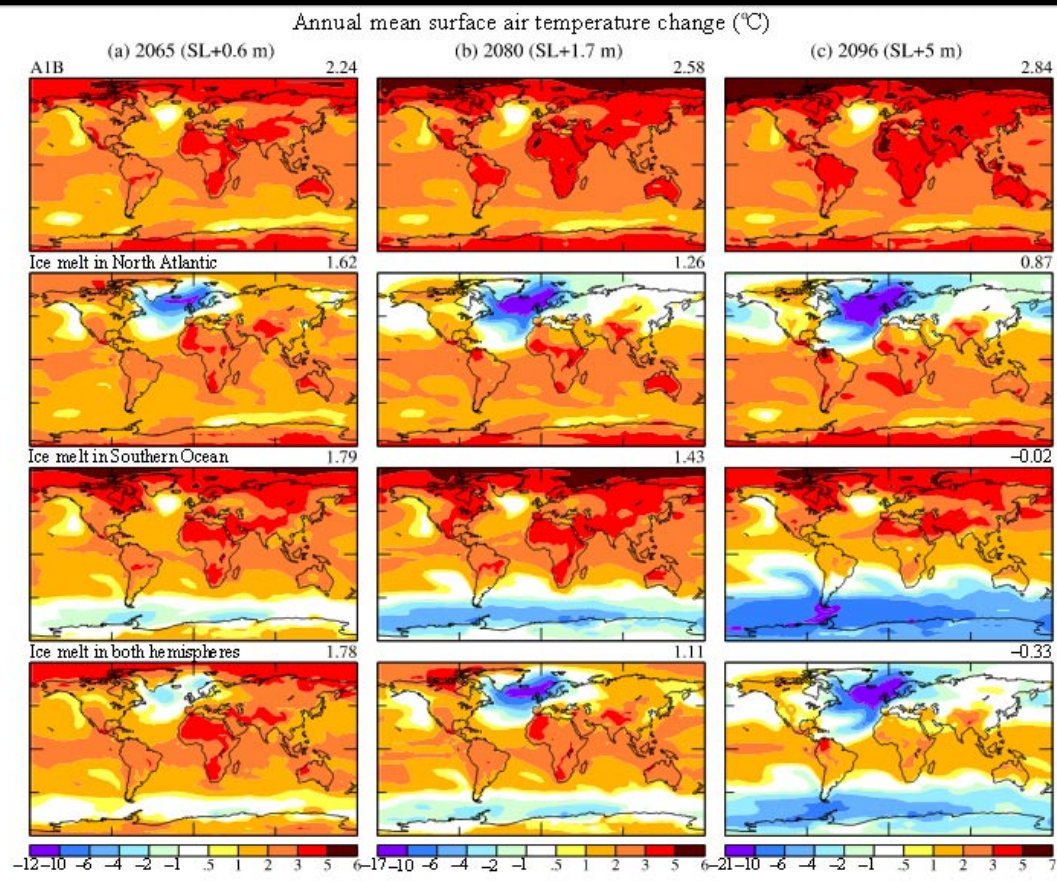 Annual mean surface air temperature change (°C)
(a) 2065 (SL+0.6 m) (b) 2080 (SL+1.7 m) (c) 2096 (SL+5 m)
A1B 2.24 2.58 2.84
Ice melt in North Atlantic 1.62 1.26 0.87
Ice melt in Southern Ocean 1.79 1.43 −0.02
Ice melt in both hemispheres 1.78 1.11 −0.33
−12 −10 −6 −4 −2 −1 .5 1 2 3 5 6 −17 −10 −6 −4 −2 −1 .5 1 2 3 5 6 −21 −10 −6 −4 −2 −1 .5 1 2 3 5 7